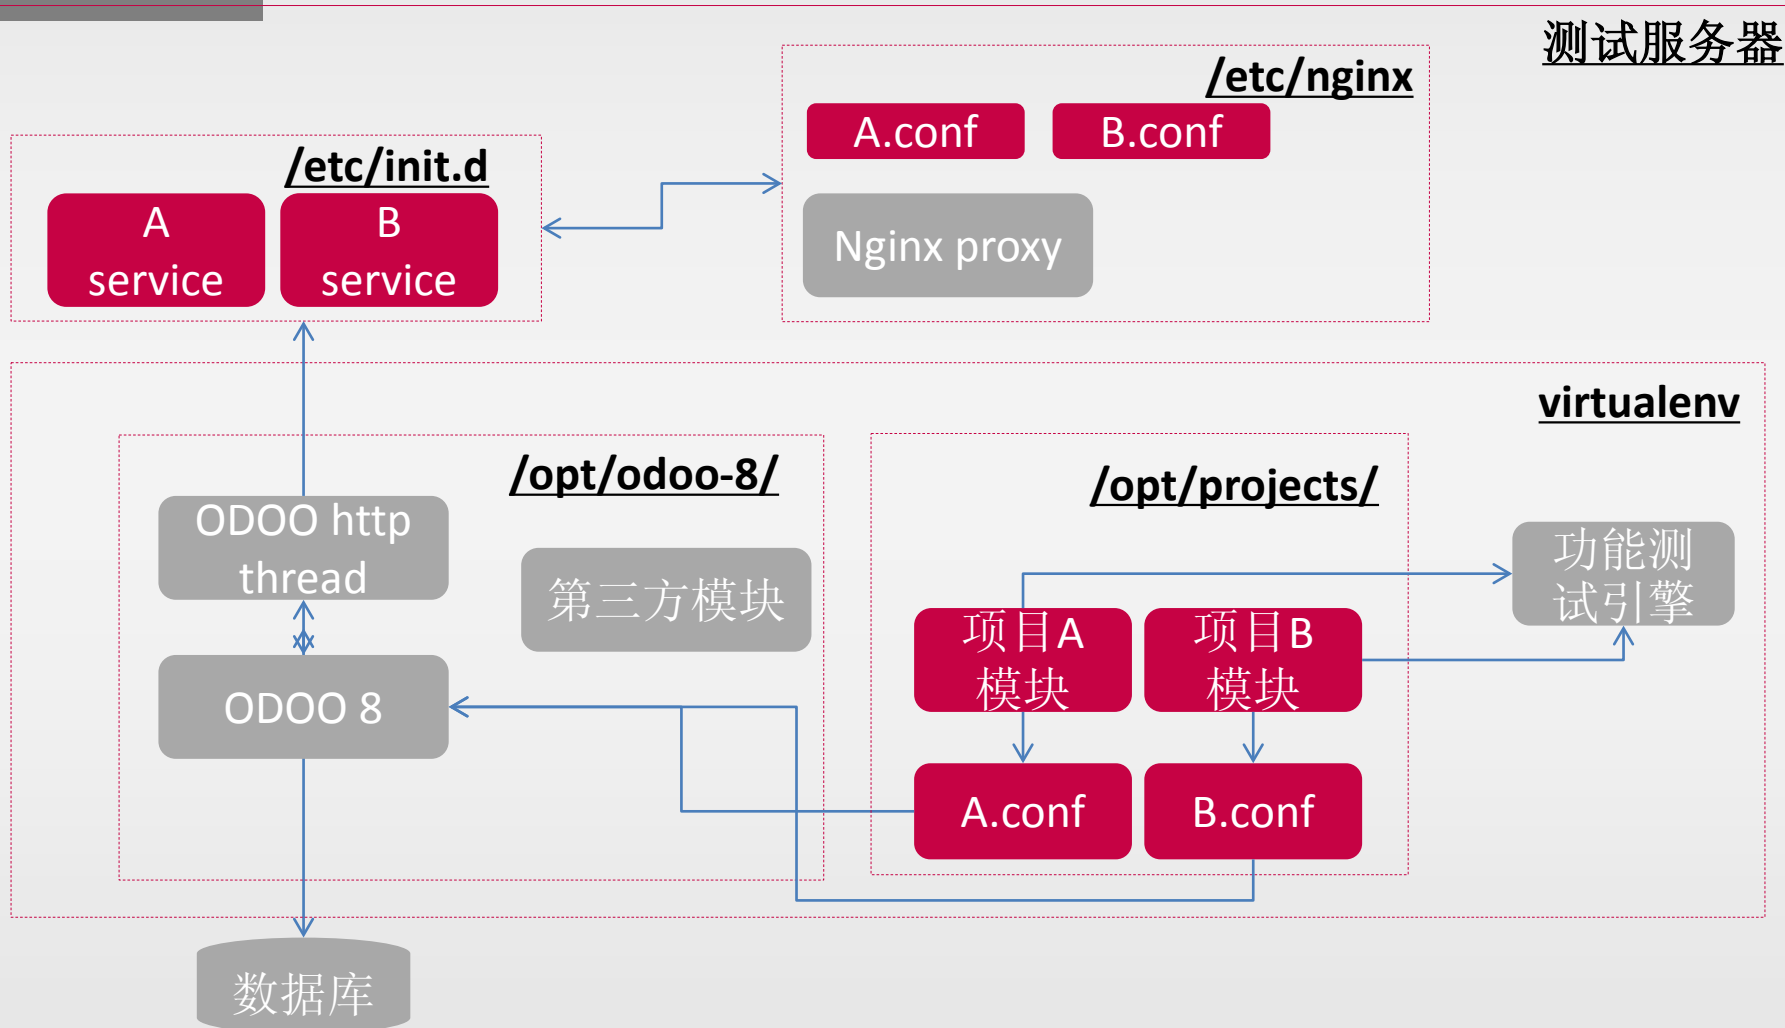 测试服务器
/etc/nginx
A.conf
B.conf
Nginx proxy
/etc/init.d
A
service
B
service
virtualenv
/opt/odoo-8/
ODOO http
thread
第三方模块
ODOO 8
/opt/projects/
项目A
模块
项目B
模块
A.conf
B.conf
功能测
试引擎
数据库